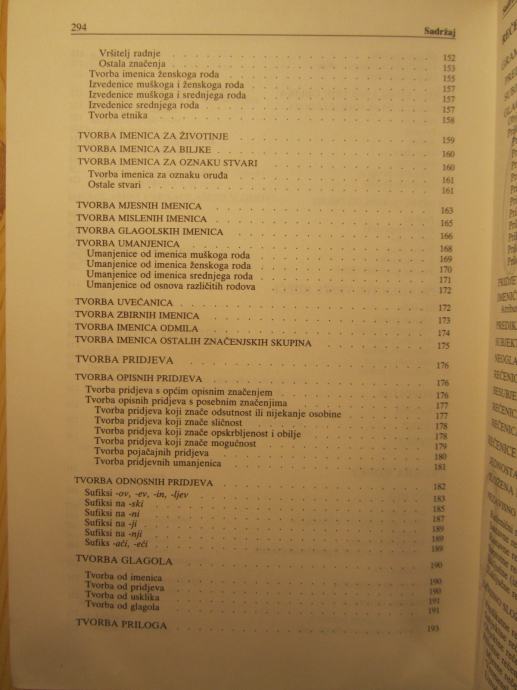 294 Sadržaj
Vršitelj radnje 152
Ostala značenja 153
Tvorba imenica ženskoga roda 155
Izvedenice muškoga i ženskoga roda 157
Izvedenice muškoga i srednjega roda 157
Izvedenice srednjega roda 157
Tvorba etnika 158
TVORBA IMENICA ZA ŽIVOTINJE 159
TVORBA IMENICA ZA BILJKE 160
TVORBA IMENICA ZA OZNAKU STVARI 160
Tvorba imenica za oznaku oruđa 161
Ostale stvari 161
TVORBA MJESNIH IMENICA 163
TVORBA MISLENIH IMENICA 165
TVORBA GLAGOLSKIH IMENICA 166
TVORBA UMANJENICA 168
Umanjenice od imenica muškoga roda 169
Umanjenice od imenica ženskoga roda 170
Umanjenice od imenica srednjega roda 171
Umanjenice od osnova različitih rodova 172
TVORBA UVEĆANICA 172
TVORBA ZBIRNIH IMENICA 173
TVORBA IMENICA ODMILA 174
TVORBA IMENICA OSTALIH ZNAČENJSKIH SKUPINA 175
TVORBA PRIDJEVA 176
TVORBA OPISNIH PRIDJEVA 176
Tvorba pridjeva s općim opisnim značenjem 176
Tvorba opisnih pridjeva s posebnim značenjima 177
Tvorba pridjeva koji znače odsutnost ili nijekanje osobine 177
Tvorba pridjeva koji znače sličnost 178
Tvorba pridjeva koji znače opskrbljenost i obilje 178
Tvorba pridjeva koji znače mogućnost 179
Tvorba pojačajnih pridjeva 180
Tvorba pridjevnih umanjenica 181
TVORBA ODNOSNIH PRIDJEVA 182
Sufiksi -ov, -ev, -in, -ljev 183
Sufiksi na -ski 185
Sufiksi na -ni 187
Sufiksi na -ji 189
Sufiksi na -nji 189
Sufiks -aći, -eći 189
TVORBA GLAGOLA 190
Tvorba od imenica 190
Tvorba od pridjeva 190
Tvorba od usklika 191
Tvorba od glagola 191
TVORBA PRILOGA 193